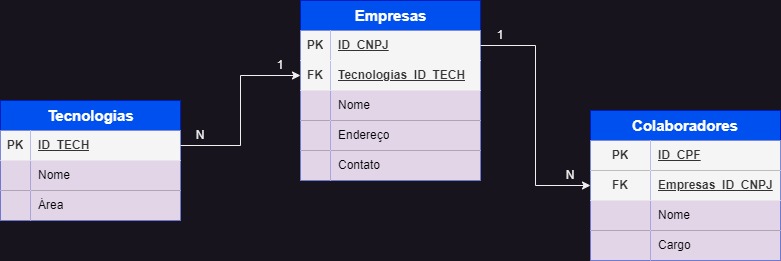 Empresas
PK ID_CNPJ
FK Tecnologias_ID_TECH
Nome
Endereço
Contato
1
1
Tecnologias
PK ID_TECH
Nome
Área
N
Colaboradores
PK ID_CPF
FK Empresas_ID_CNPJ
Nome
Cargo
N